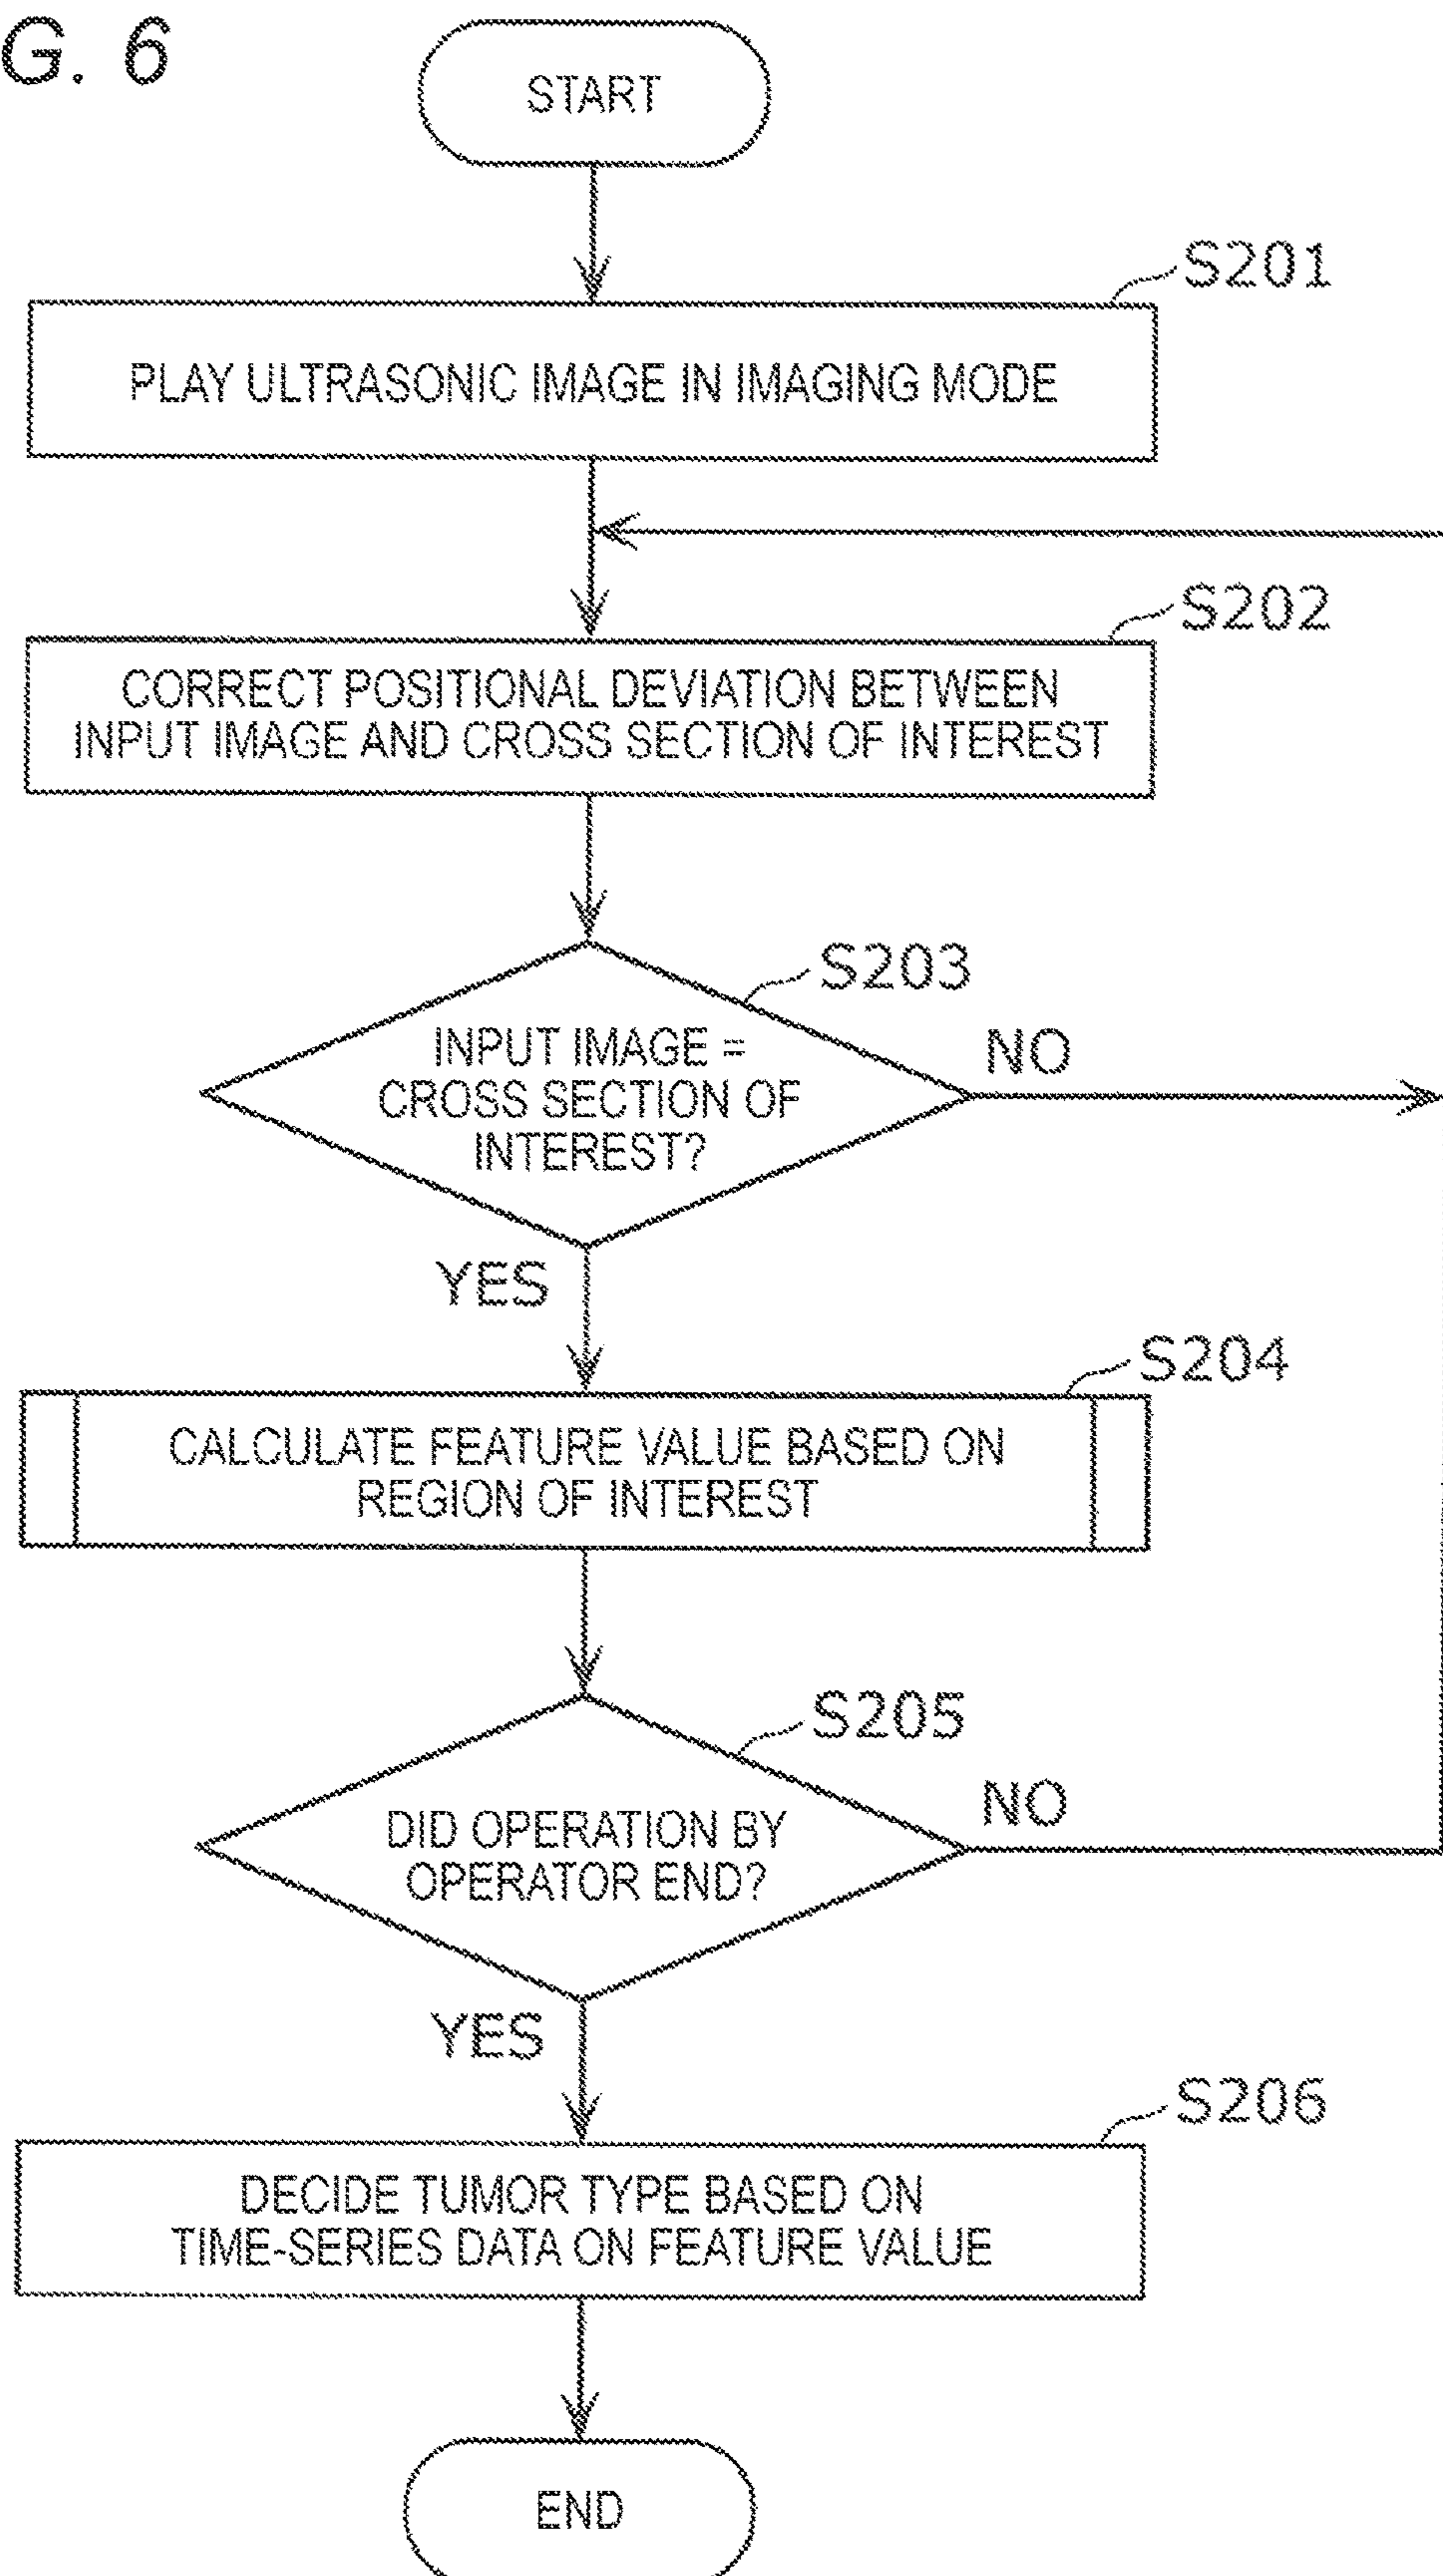 G. 6
START
S201
PLAY ULTRASONIC IMAGE IN IMAGING MODE
S202
CORRECT POSITIONAL DEVIATION BETWEEN
INPUT IMAGE AND CROSS SECTION OF INTEREST
S203
INPUT IMAGE =
CROSS SECTION OF
INTEREST?
NO
YES
S204
CALCULATE FEATURE VALUE BASED ON
REGION OF INTEREST
S205
DID OPERATION BY
OPERATOR END?
NO
YES
S206
DECIDE TUMOR TYPE BASED ON
TIME-SERIES DATA ON FEATURE VALUE
END